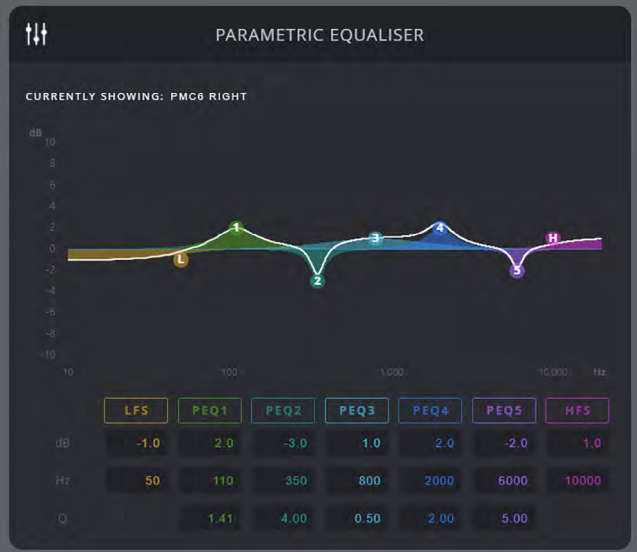 PARAMETRIC EQUALISER
CURRENTLY SHOWING: PMC6 RIGHT
dB
10
8
6
4
2
0
-2
-4
-6
-8
-10
1
2
3
4
5
L
H
10 100 1,000 10,000 Hz
LFS PEQ1 PEQ2 PEQ3 PEQ4 PEQ5 HFS
dB -1.0 2.0 -3.0 1.0 2.0 -2.0 1.0
Hz 50 110 350 800 2000 6000 10000
Q 1.41 4.00 0.50 2.00 5.00